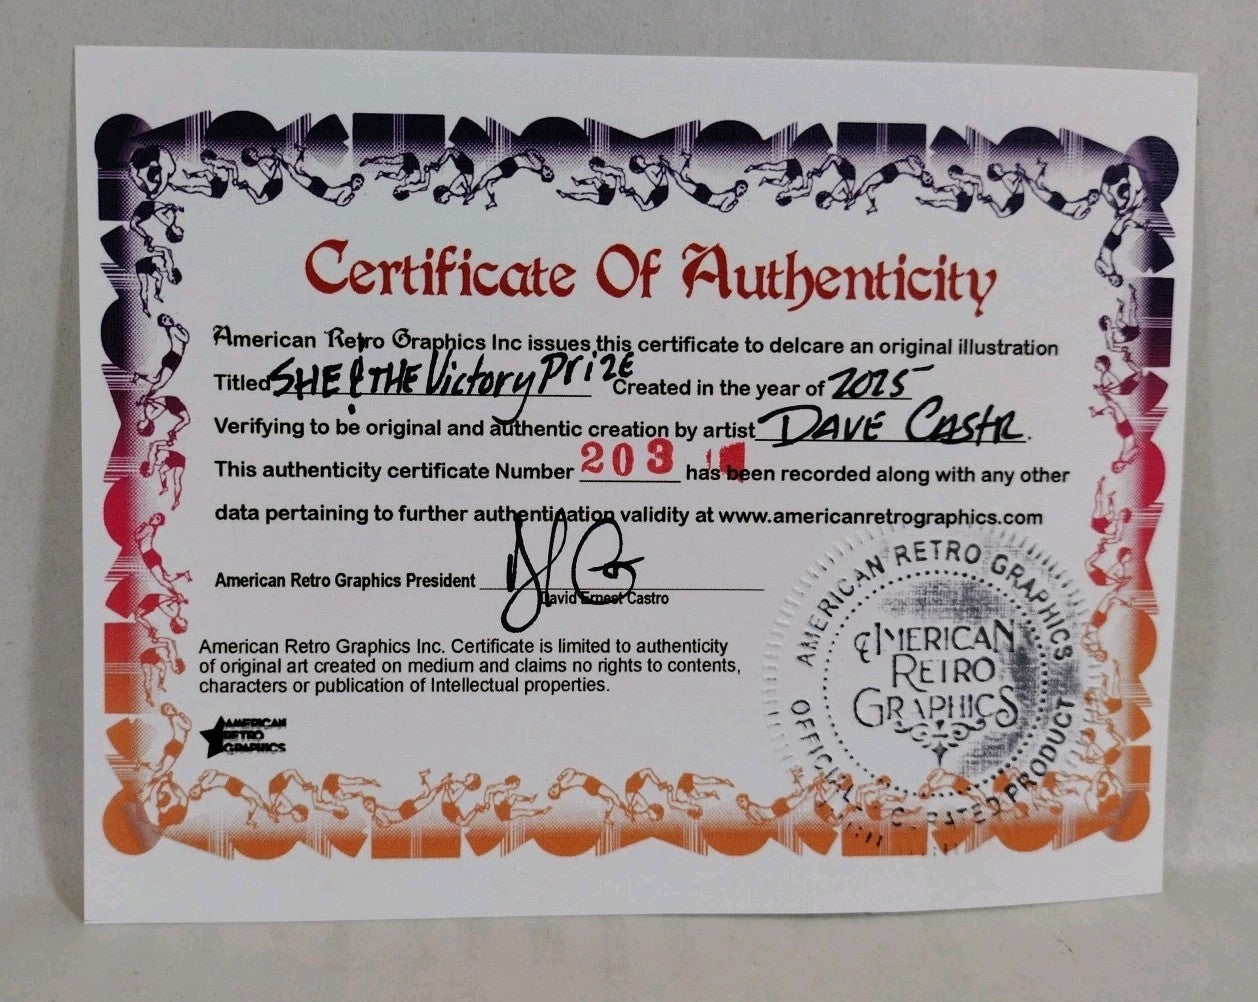 Certificate Of Authenticity
American Retro Graphics Inc issues this certificate to delcare an original illustration
Titled SHE & THE Victory Prize Created in the year of 2025
Verifying to be original and authentic creation by artist DAVE CASTR.
This authenticity certificate Number 203 has been recorded along with any other
data pertaining to further authentication validity at www.americanretrographics.com
American Retro Graphics President
David Ernest Castro
American Retro Graphics Inc. Certificate is limited to authenticity
of original art created on medium and claims no rights to contents,
characters or publication of Intellectual properties.
AMERICAN
RETRO
GRAPHICS
AMERICAN RETRO GRAPHICS
AMERICAN
RETRO
GRAPHICS
OFFICIAL PRODUCT